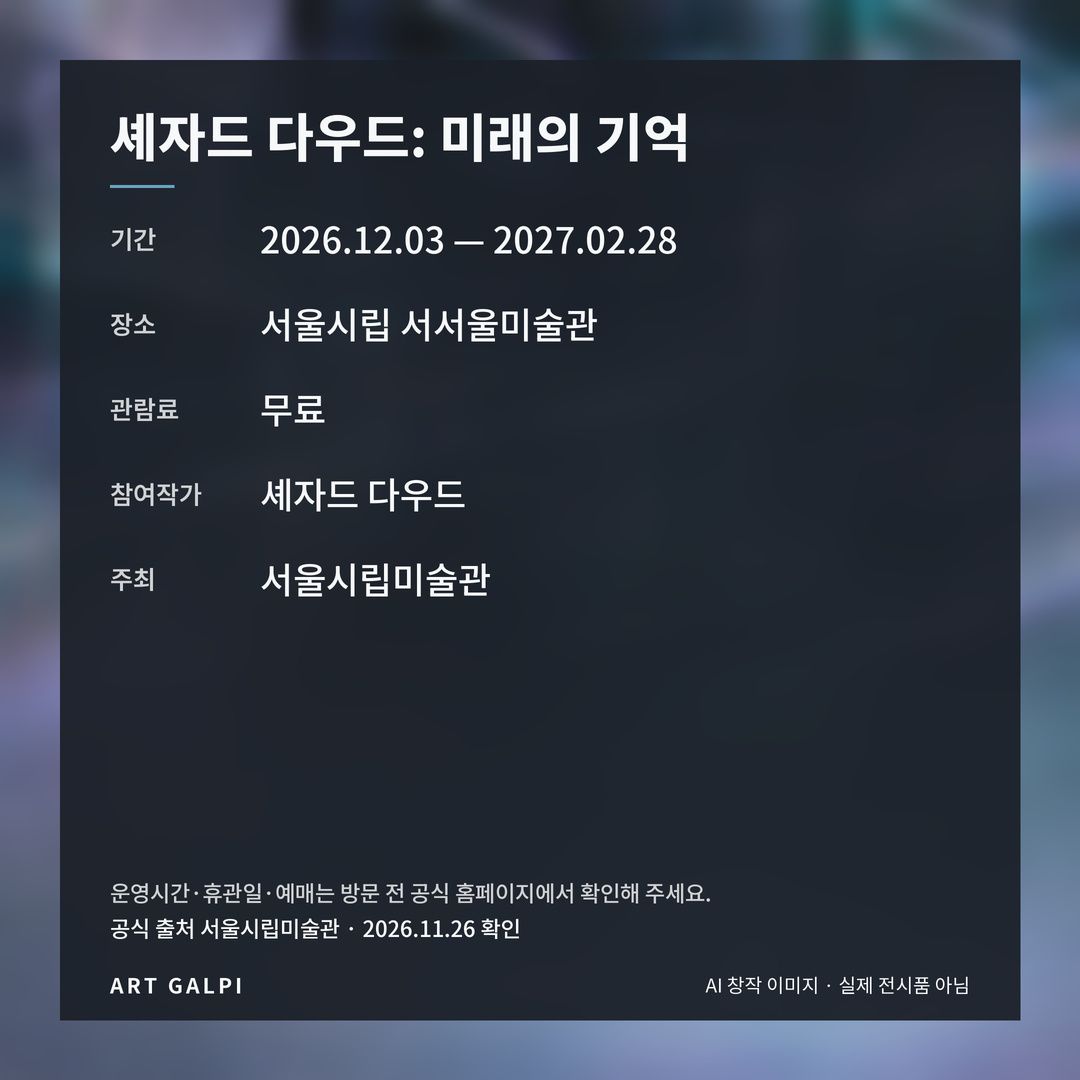 셰자드 다우드: 미래의 기억
기간 2026.12.03 — 2027.02.28
장소 서울시립 서서울미술관
관람료 무료
참여작가 셰자드 다우드
주최 서울시립미술관
운영시간·휴관일·예매는 방문 전 공식 홈페이지에서 확인해 주세요.
공식 출처 서울시립미술관 · 2026.11.26 확인
ART GALPI
AI 창작 이미지 · 실제 전시품 아님